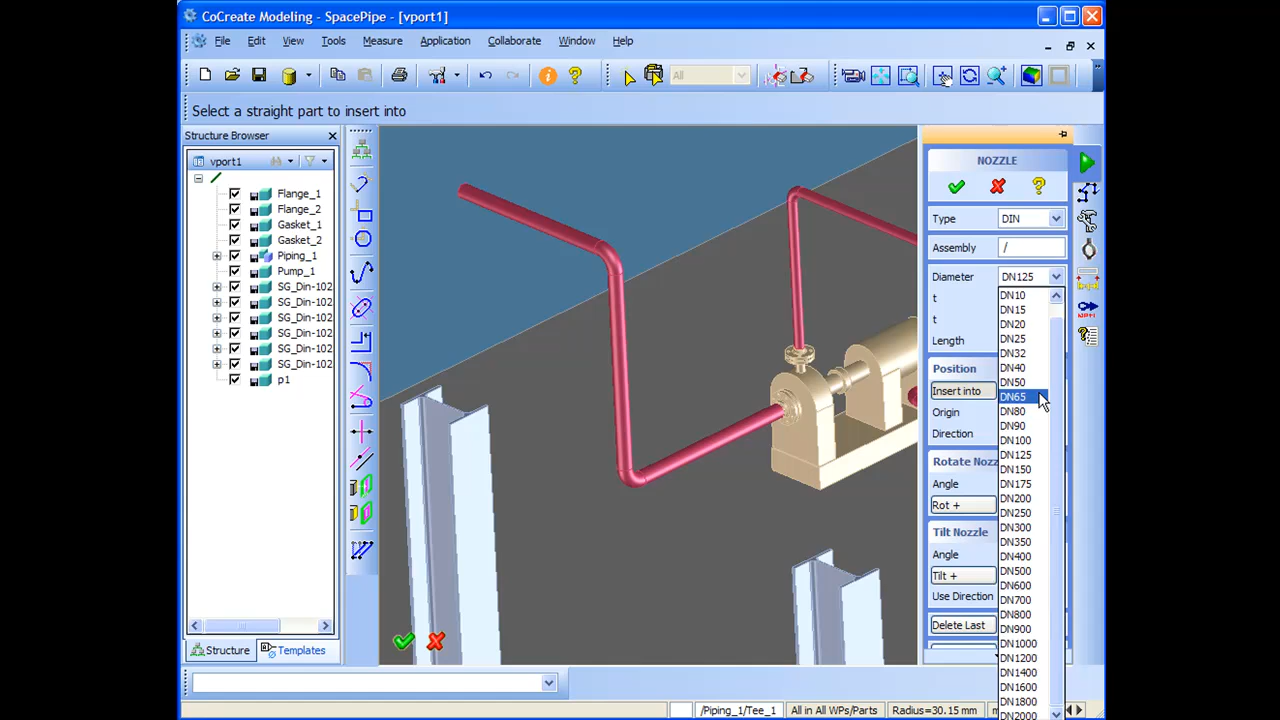 CoCreate Modeling - SpacePipe - [vport1]
File Edit View Tools Measure Application Collaborate Window Help
All
Select a straight part to insert into
Structure Browser
vport1
Flange_1
Flange_2
Gasket_1
Gasket_2
Piping_1
Pump_1
SG_Din-102
SG_Din-102
SG_Din-102
SG_Din-102
SG_Din-102
SG_Din-102
p1
Structure Templates
NOZZLE
Type DIN
Assembly /
Diameter DN125
t
t
Length
Position
Insert into
Origin
Direction
Rotate Nozz
Angle
Rot +
Tilt Nozzle
Angle
Tilt +
Use Direction
Delete Last
DN10
DN15
DN20
DN25
DN32
DN40
DN50
DN65
DN80
DN90
DN100
DN125
DN150
DN175
DN200
DN250
DN300
DN350
DN400
DN500
DN600
DN700
DN800
DN900
DN1000
DN1200
DN1400
DN1600
DN1800
DN2000
/Piping_1/Tee_1 All in All WPs/Parts Radius=30.15 mm